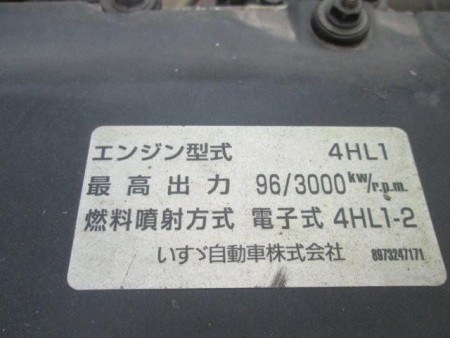 エンジン型式 4HL1
最高出力 96/3000 kw/r.p.m.
燃料噴射方式 電子式 4HL1-2
いすゞ自動車株式会社 8973247171